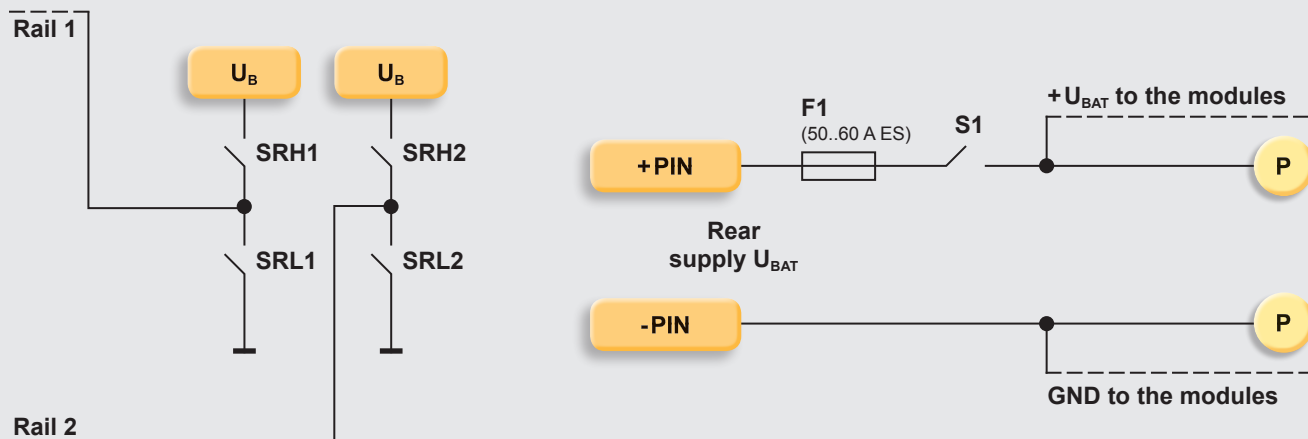 Rail 1
U_B
U_B
SRH1
SRH2
SRL1
SRL2
Rail 2
F1
(50..60 A ES)
S1
+U_BAT to the modules
+PIN
P
Rear
supply U_BAT
-PIN
P
GND to the modules